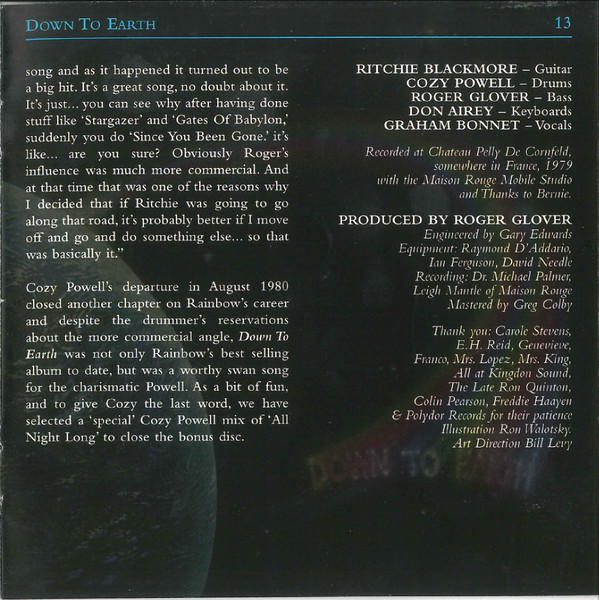 DOWN TO EARTH
13
song and as it happened it turned out to be
a big hit. It's a great song, no doubt about it.
It's just... you can see why after having done
stuff like 'Stargazer' and 'Gates Of Babylon,'
suddenly you do 'Since You Been Gone.' it's
like... are you sure? Obviously Roger's
influence was much more commercial. And
at that time that was one of the reasons why
I decided that if Ritchie was going to go
along that road, it's probably better if I move
off and go and do something else... so that
was basically it."
Cozy Powell's departure in August 1980
closed another chapter on Rainbow's career
and despite the drummer's reservations
about the more commercial angle, Down To
Earth was not only Rainbow's best selling
album to date, but was a worthy swan song
for the charismatic Powell. As a bit of fun,
and to give Cozy the last word, we have
selected a 'special' Cozy Powell mix of 'All
Night Long' to close the bonus disc.
RITCHIE BLACKMORE – Guitar
COZY POWELL – Drums
ROGER GLOVER – Bass
DON AIREY – Keyboards
GRAHAM BONNET – Vocals
Recorded at Chateau Pelly De Cornfeld,
somewhere in France, 1979
with the Maison Rouge Mobile Studio
and Thanks to Bernie.
PRODUCED BY ROGER GLOVER
Engineered by Gary Edwards
Equipment: Raymond D'Addario,
Ian Ferguson, David Needle
Recording: Dr. Michael Palmer,
Leigh Mantle of Maison Rouge
Mastered by Greg Colby
Thank you: Carole Stevens,
E.H. Reid, Genevieve,
Franco, Mrs. Lopez, Mrs. King,
All at Kingdon Sound,
The Late Ron Quinton,
Colin Pearson, Freddie Haayen
& Polydor Records for their patience
Illustration Ron Walotsky.
Art Direction Bill Levy
DOWN TO EARTH